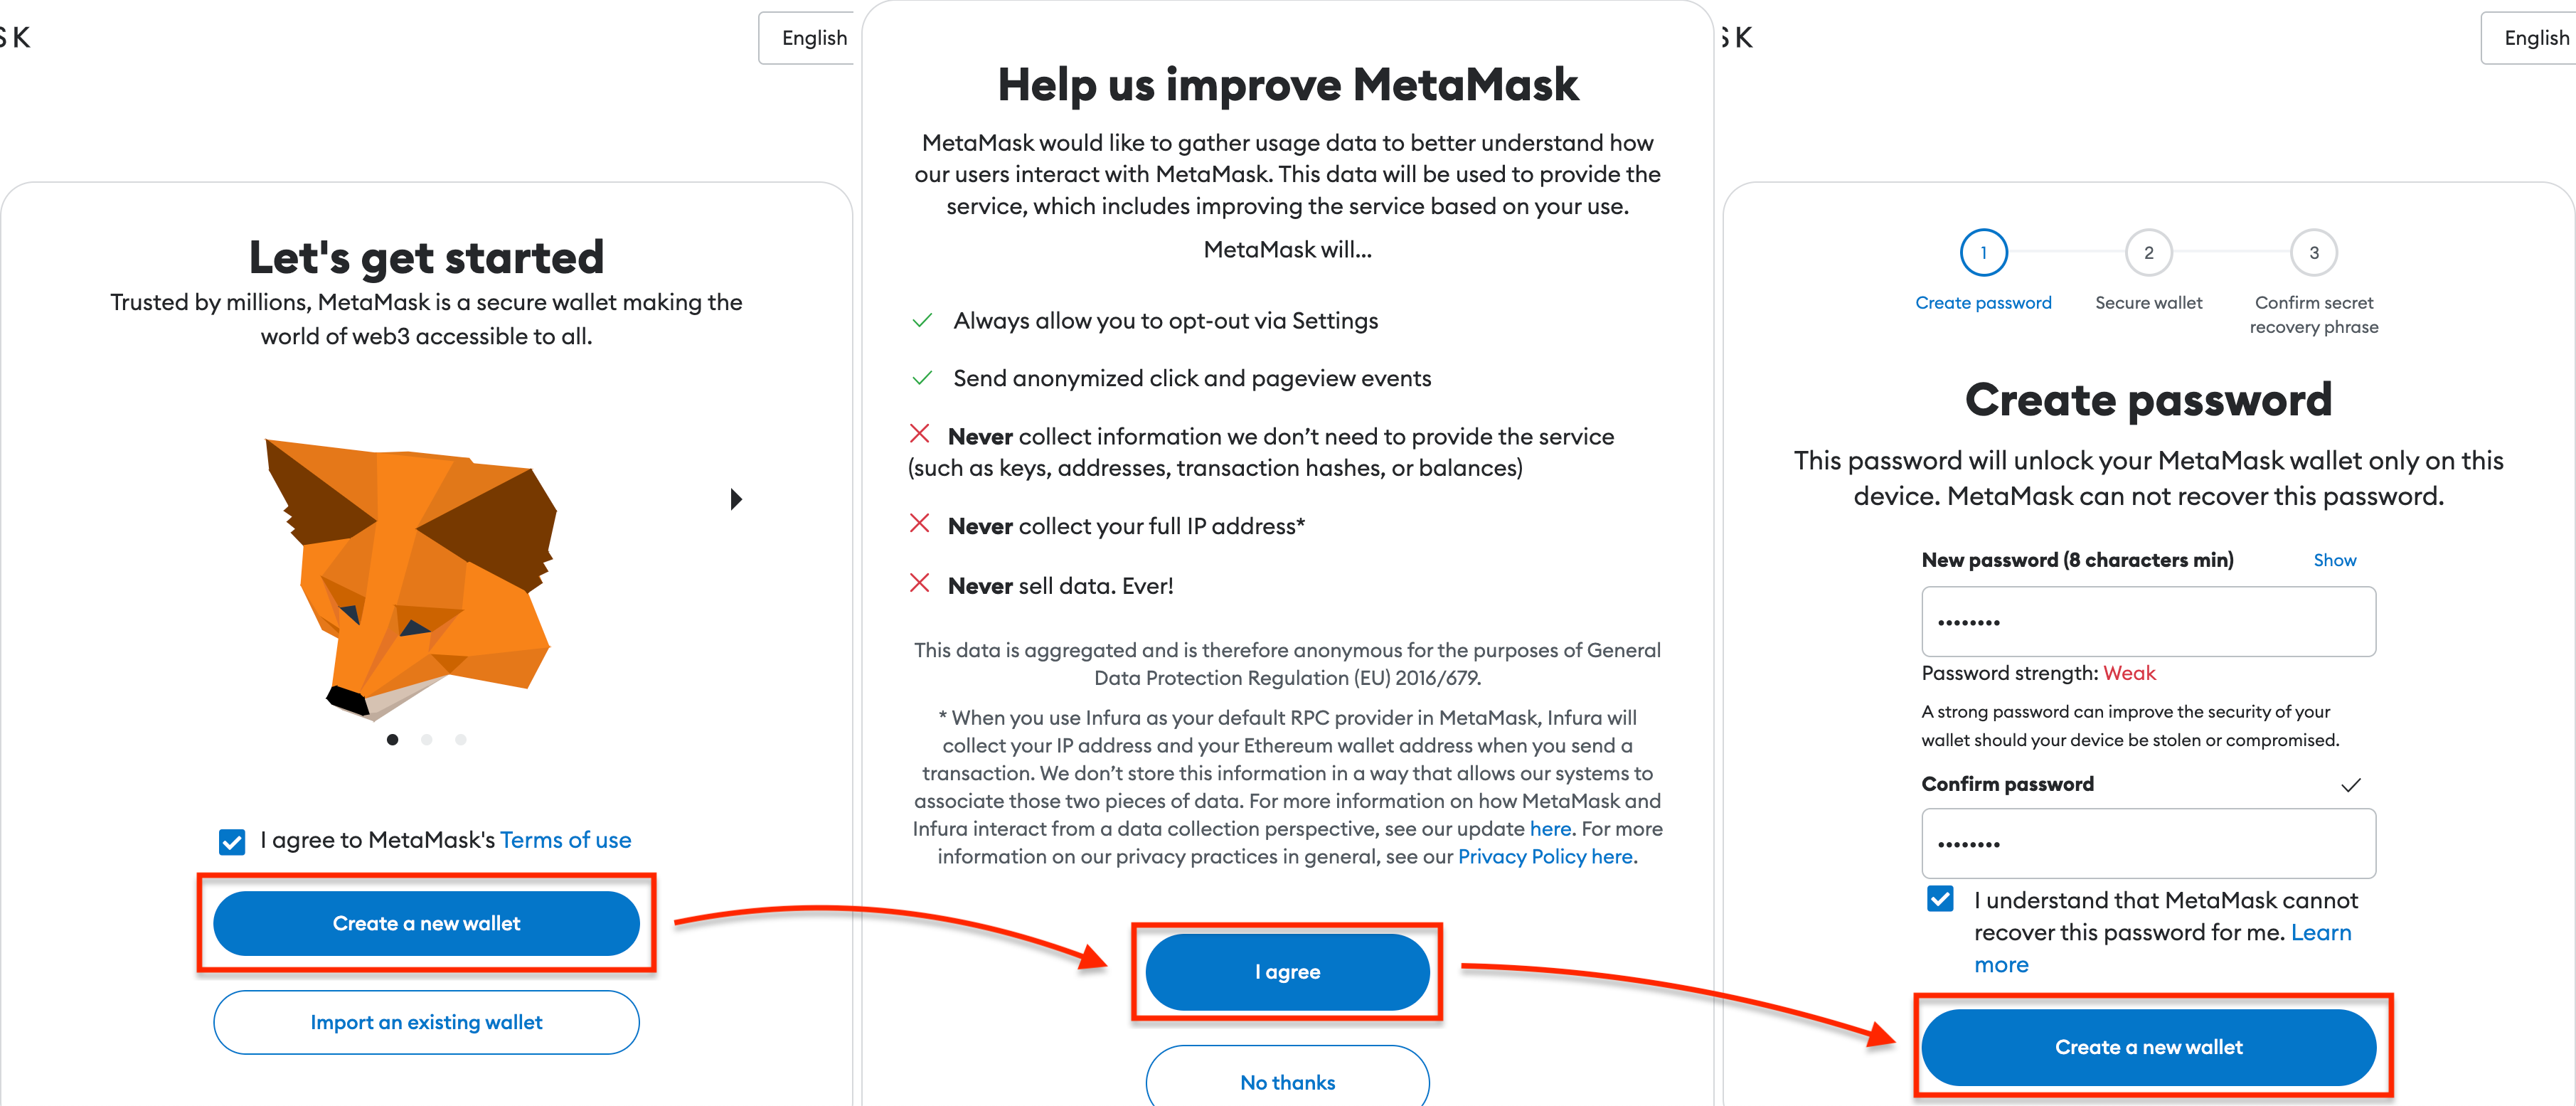 SK
English
Let's get started
Trusted by millions, MetaMask is a secure wallet making the
world of web3 accessible to all.
I agree to MetaMask's Terms of use
Create a new wallet
Import an existing wallet
Help us improve MetaMask
MetaMask would like to gather usage data to better understand how
our users interact with MetaMask. This data will be used to provide the
service, which includes improving the service based on your use.
MetaMask will...
Always allow you to opt-out via Settings
Send anonymized click and pageview events
Never collect information we don’t need to provide the service
(such as keys, addresses, transaction hashes, or balances)
Never collect your full IP address*
Never sell data. Ever!
This data is aggregated and is therefore anonymous for the purposes of General
Data Protection Regulation (EU) 2016/679.
* When you use Infura as your default RPC provider in MetaMask, Infura will
collect your IP address and your Ethereum wallet address when you send a
transaction. We don’t store this information in a way that allows our systems to
associate those two pieces of data. For more information on how MetaMask and
Infura interact from a data collection perspective, see our update here. For more
information on our privacy practices in general, see our Privacy Policy here.
I agree
No thanks
SK
English
1
2
3
Create password
Secure wallet
Confirm secret
recovery phrase
Create password
This password will unlock your MetaMask wallet only on this
device. MetaMask can not recover this password.
New password (8 characters min)
Show
••••••••
Password strength: Weak
A strong password can improve the security of your
wallet should your device be stolen or compromised.
Confirm password
••••••••
I understand that MetaMask cannot
recover this password for me. Learn
more
Create a new wallet